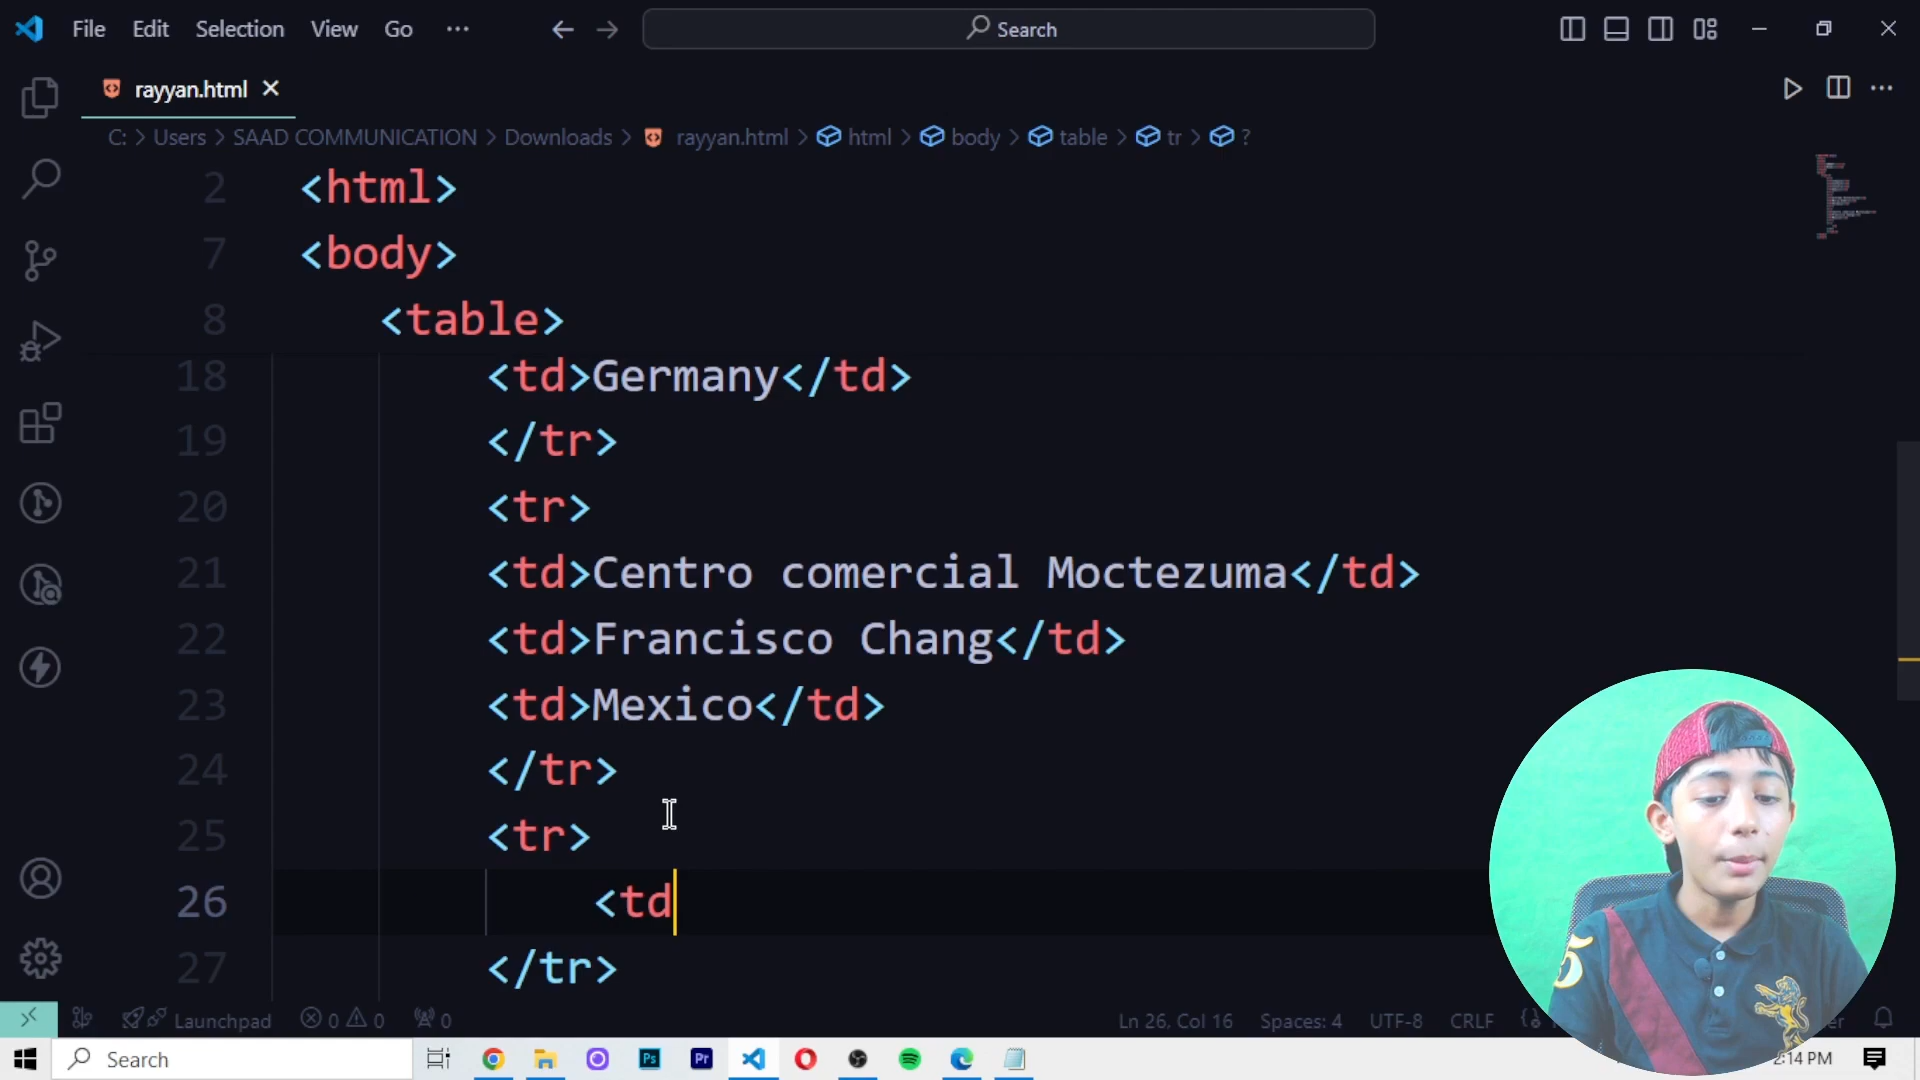 File Edit Selection View Go ··· Search
rayyan.html
C: > Users > SAAD COMMUNICATION > Downloads > rayyan.html > html > body > table > tr > ?
2 <html>
7 <body>
8 <table>
18 <td>Germany</td>
19 </tr>
20 <tr>
21 <td>Centro comercial Moctezuma</td>
22 <td>Francisco Chang</td>
23 <td>Mexico</td>
24 </tr>
25 <tr>
26 <td
27 </tr>
Launchpad 0 0 0 Ln 26, Col 16 Spaces: 4 UTF-8 CRLF
Search Ps Pr 2:14 PM